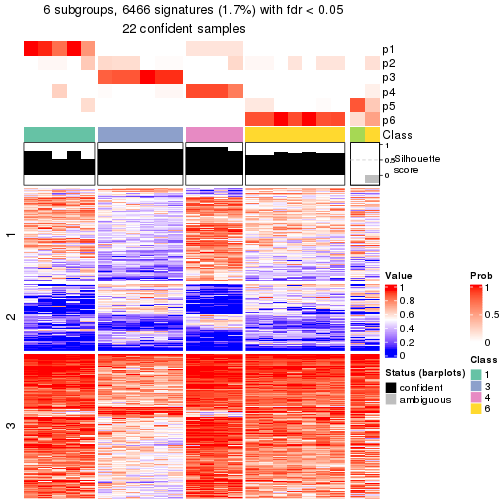 6 subgroups, 6466 signatures (1.7%) with fdr < 0.05
22 confident samples
p1
p2
p3
p4
p5
p6
Class
1
0.5
0
Silhouette
score
1
2
3
Value
1
0.8
0.6
0.4
0.2
0
Prob
1
0.5
0
Status (barplots)
confident
ambiguous
Class
1
3
4
6